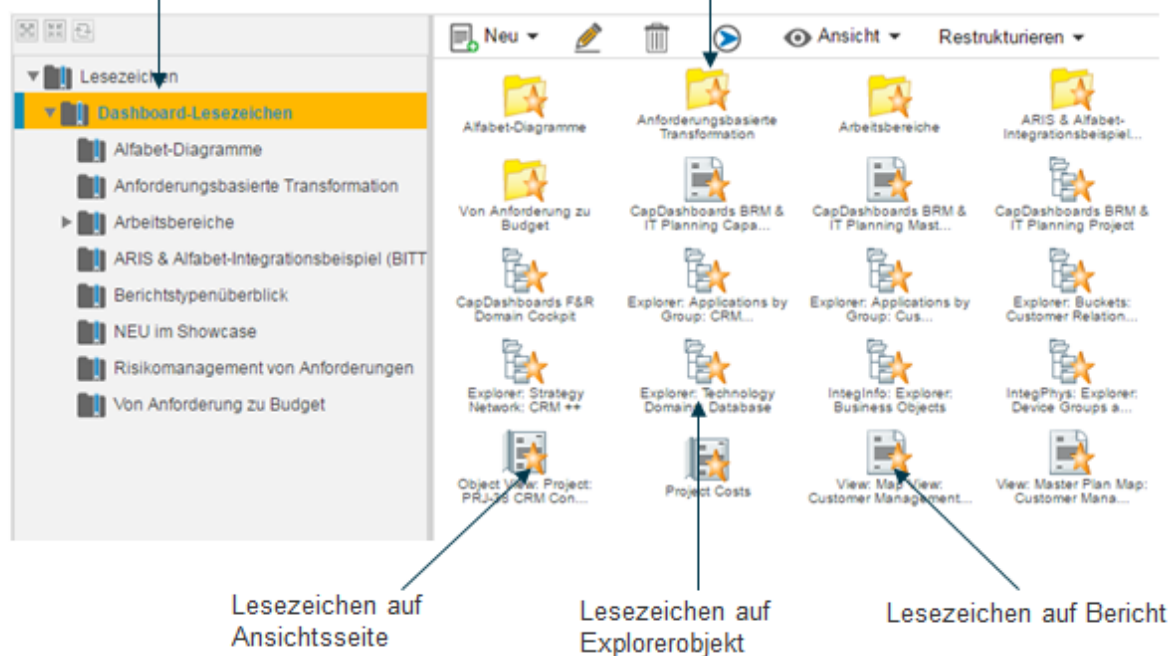 Neu
Ansicht
Restrukturieren
Lesezeichen
Dashboard-Lesezeichen
Alfabet-Diagramme
Anforderungsbasierte Transformation
Arbeitsbereiche
ARIS & Alfabet-Integrationsbeispiel (BITT
Berichtstypenüberblick
NEU im Showcase
Risikomanagement von Anforderungen
Von Anforderung zu Budget
Alfabet-Diagramme
Anforderungsbasierte
Transformation
Arbeitsbereiche
ARIS & Alfabet-
Integrationsbeispiel...
Von Anforderung zu
Budget
CapDashboards BRM &
IT Planning Capa...
CapDashboards BRM &
IT Planning Mast...
CapDashboards BRM &
IT Planning Project
CapDashboards F&R
Domain Cockpit
Explorer: Applications by
Group: CRM...
Explorer: Applications by
Group: Cus...
Explorer: Buckets:
Customer Relation...
Explorer: Strategy
Network: CRM ++
Explorer: Technology
Domain: Database
IntegInfo: Explorer:
Business Objects
IntegPhys: Explorer:
Device Groups a...
Object View: Project:
PRJ-39 CRM Con...
Project Costs
View: Map View:
Customer Management...
View: Master Plan Map:
Customer Mana...
Lesezeichen auf
Ansichtsseite
Lesezeichen auf
Explorerobjekt
Lesezeichen auf Bericht